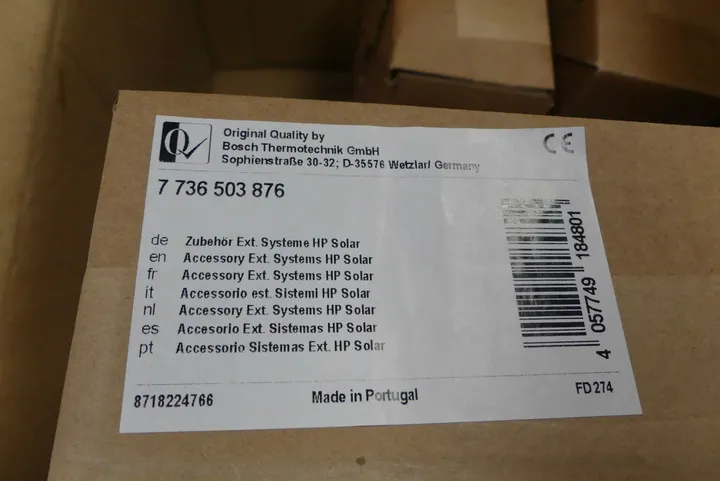 Original Quality by
Bosch Thermotechnik GmbH
Sophienstraße 30-32; D-35576 Wetzlar/ Germany
CE
7 736 503 876
de Zubehör Ext. Systeme HP Solar
en Accessory Ext. Systems HP Solar
fr Accessory Ext. Systems HP Solar
it Accessorio est. Sistemi HP Solar
nl Accessory Ext. Systems HP Solar
es Accesorio Ext. Sistemas HP Solar
pt Accessorio Sistemas Ext. HP Solar
4 057749 184801
8718224766 Made in Portugal FD 274